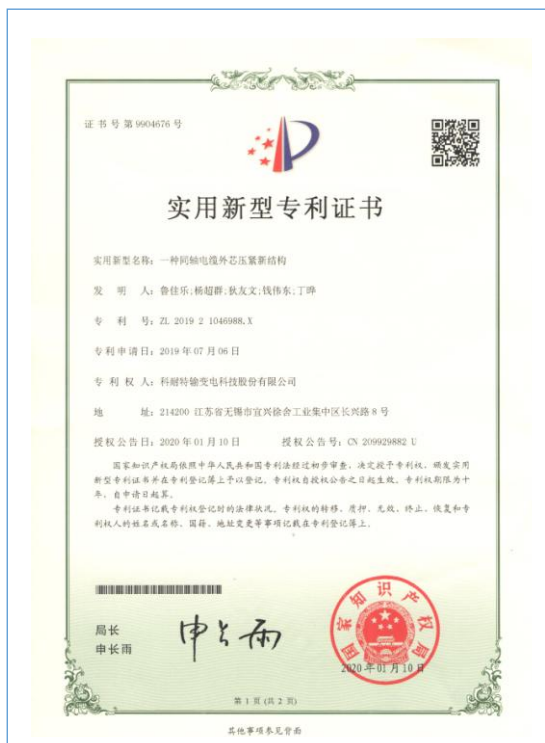 证书号第9904676号
实用新型专利证书
实用新型名称：一种同轴电缆外芯压紧新结构
发明人：鲁佳乐;杨超群;狄友文;钱伟东;丁晔
专利号：ZL 2019 2 1046988.X
专利申请日：2019年07月06日
专利权人：科耐特输变电科技股份有限公司
地址：214200 江苏省无锡市宜兴徐舍工业集中区长兴路8号
授权公告日：2020年01月10日 授权公告号：CN 209929882 U
国家知识产权局依照中华人民共和国专利法经过初步审查，决定授予专利权，颁发实用
新型专利证书并在专利登记簿上予以登记。专利权自授权公告之日起生效。专利权期限为十
年，自申请日起算。
专利证书记载专利权登记时的法律状况。专利权的转移、质押、无效、终止、恢复和专
利权人的姓名或名称、国籍、地址变更等事项记载在专利登记簿上。
局长
申长雨
申长雨
国家知识产权局
2020年01月10日
第1页(共2页)
其他事项参见背面